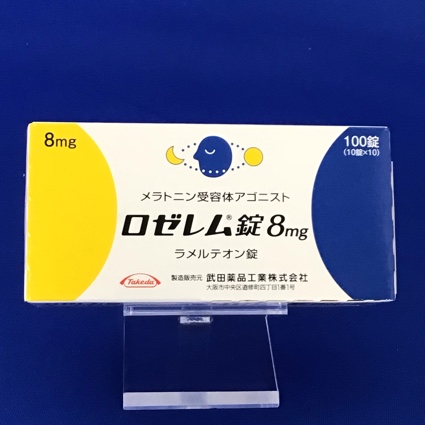 8mg
100錠
(10錠×10)
メラトニン受容体アゴニスト
ロゼレム®錠8mg
ラメルテオン錠
Takeda
製造販売元 武田薬品工業株式会社
大阪市中央区道修町四丁目1番1号